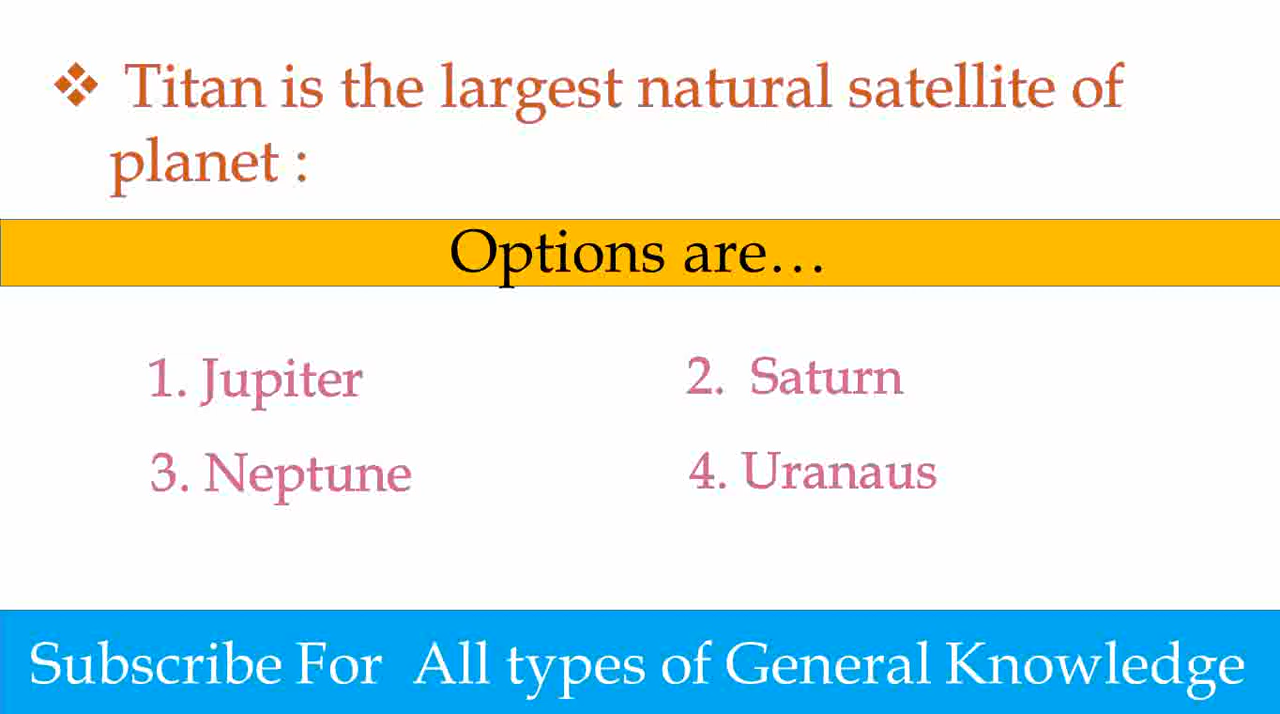 ❖ Titan is the largest natural satellite of
planet :
Options are…
1. Jupiter 2. Saturn
3. Neptune 4. Uranaus
Subscribe For All types of General Knowledge